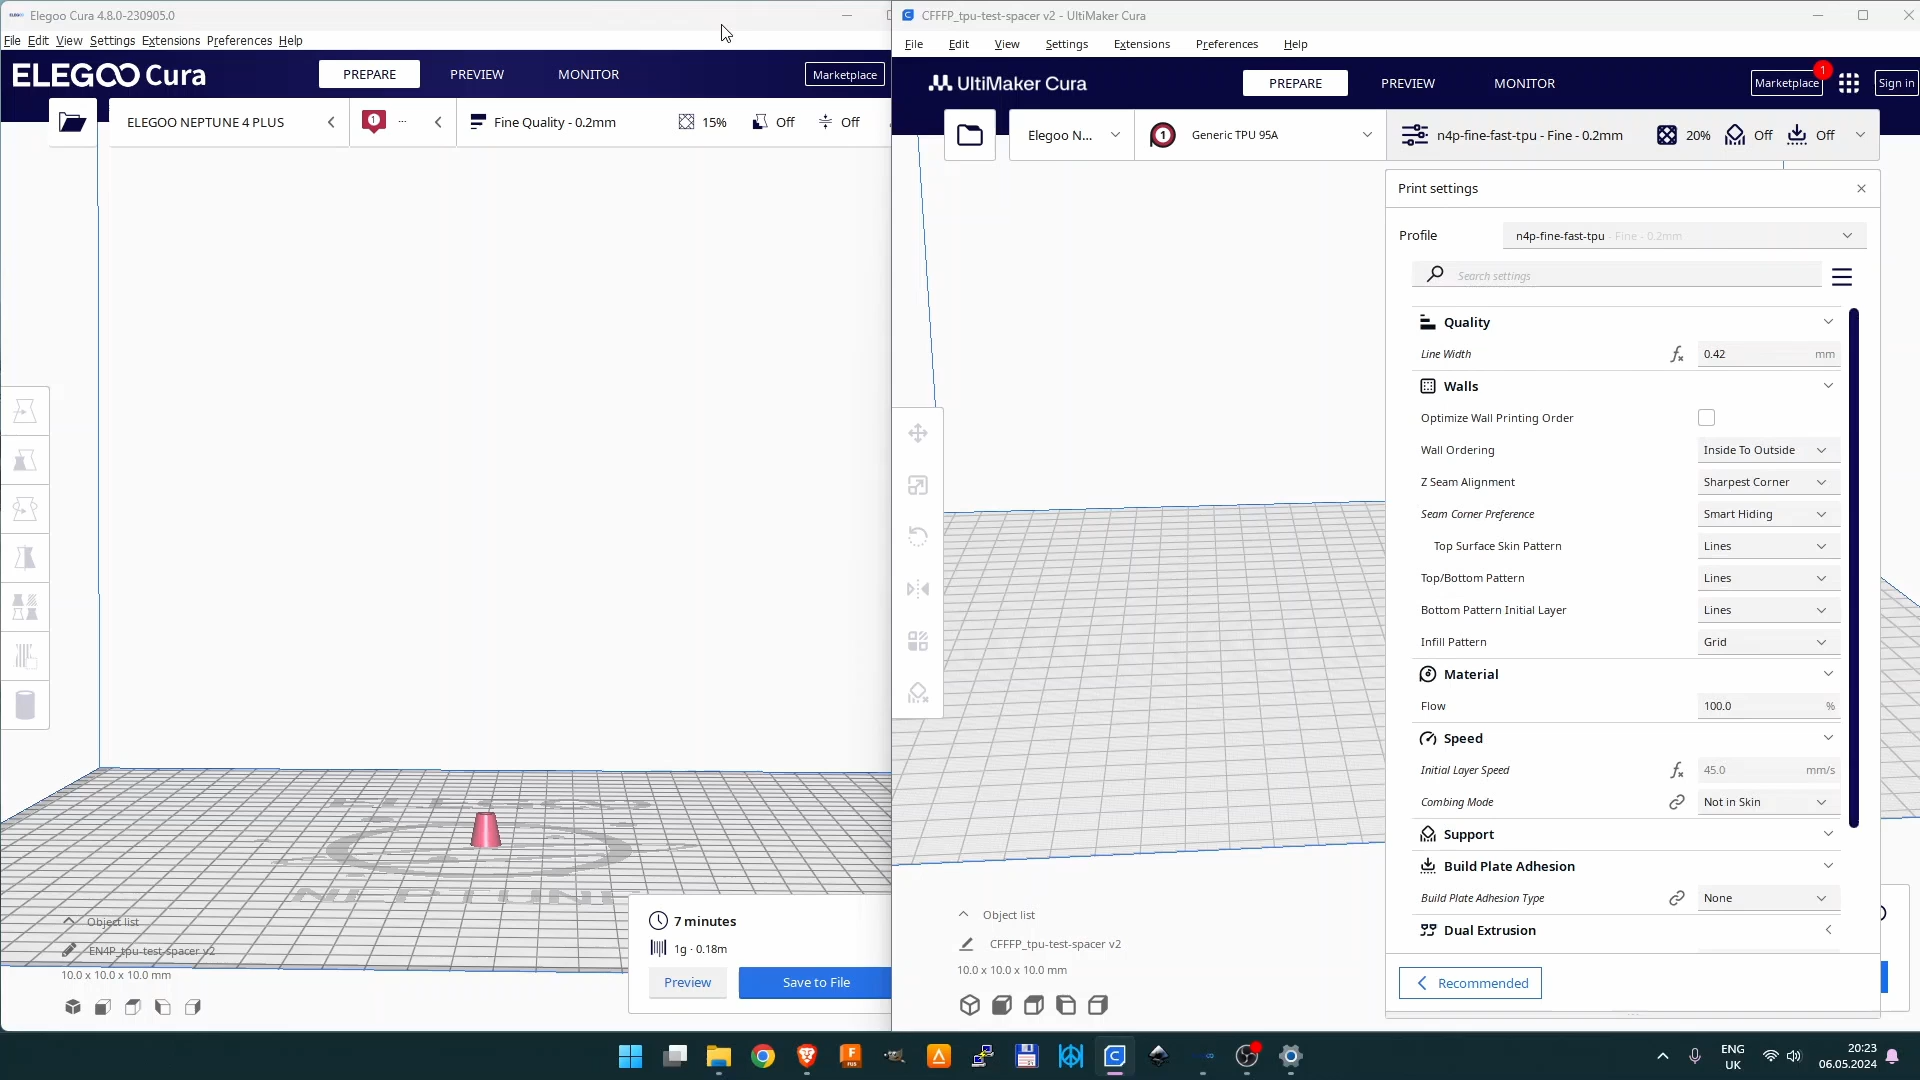 Elegoo Cura 4.8.0-230905.0
File Edit View Settings Extensions Preferences Help
ELEGOO Cura
PREPARE
PREVIEW
MONITOR
Marketplace
ELEGOO NEPTUNE 4 PLUS
1
...
Fine Quality - 0.2mm
15%
Off
Off
NEPTUNE
Object list
EN4P_tpu-test-spacer v2
10.0 x 10.0 x 10.0 mm
7 minutes
1g · 0.18m
Preview
Save to File
CFFFP_tpu-test-spacer v2 - UltiMaker Cura
File Edit View Settings Extensions Preferences Help
UltiMaker Cura
PREPARE
PREVIEW
MONITOR
Marketplace
1
Sign in
Elegoo N...
1
Generic TPU 95A
n4p-fine-fast-tpu - Fine - 0.2mm
20%
Off
Off
Print settings
Profile
n4p-fine-fast-tpu - Fine - 0.2mm
Search settings
Quality
Line Width
0.42 mm
Walls
Optimize Wall Printing Order
Wall Ordering
Inside To Outside
Z Seam Alignment
Sharpest Corner
Seam Corner Preference
Smart Hiding
Top Surface Skin Pattern
Lines
Top/Bottom Pattern
Lines
Bottom Pattern Initial Layer
Lines
Infill Pattern
Grid
Material
Flow
100.0 %
Speed
Initial Layer Speed
45.0 mm/s
Combing Mode
Not in Skin
Support
Build Plate Adhesion
Build Plate Adhesion Type
None
Dual Extrusion
Recommended
Object list
CFFFP_tpu-test-spacer v2
10.0 x 10.0 x 10.0 mm
ENG
UK
20:23
06.05.2024